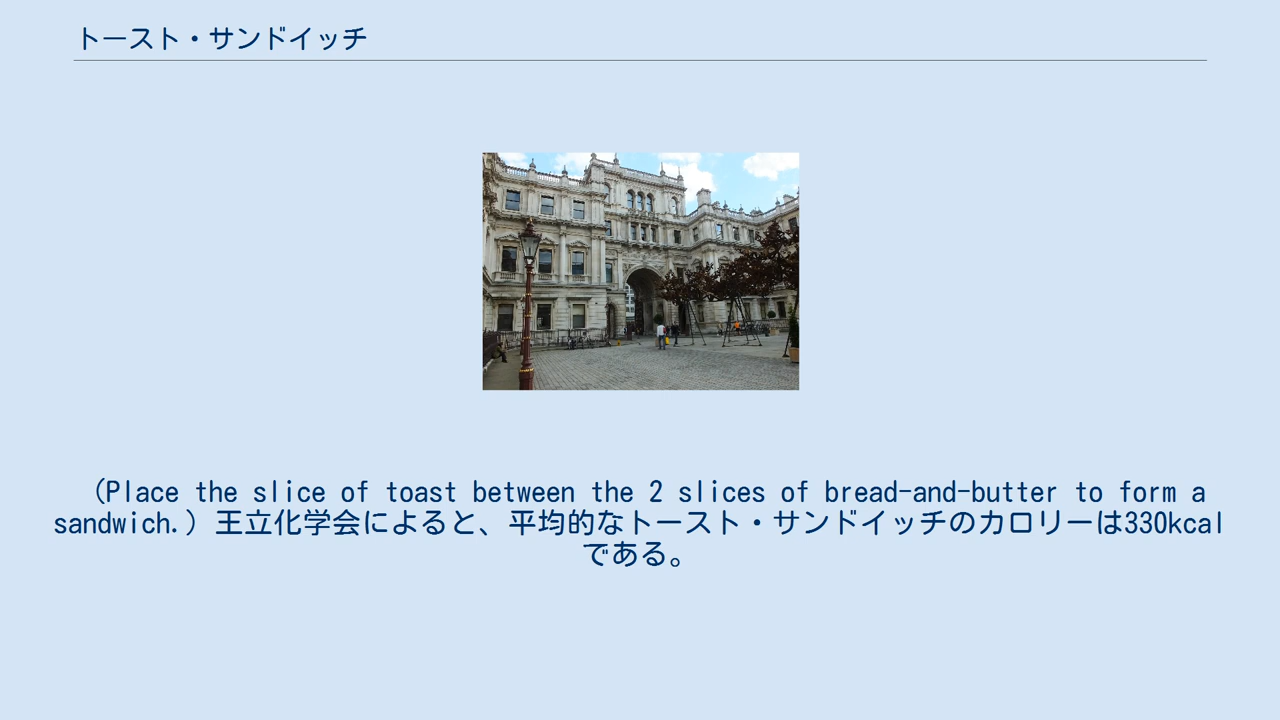 トースト・サンドイッチ
（Place the slice of toast between the 2 slices of bread-and-butter to form a
sandwich.）王立化学会によると、平均的なトースト・サンドイッチのカロリーは330kcal
である。